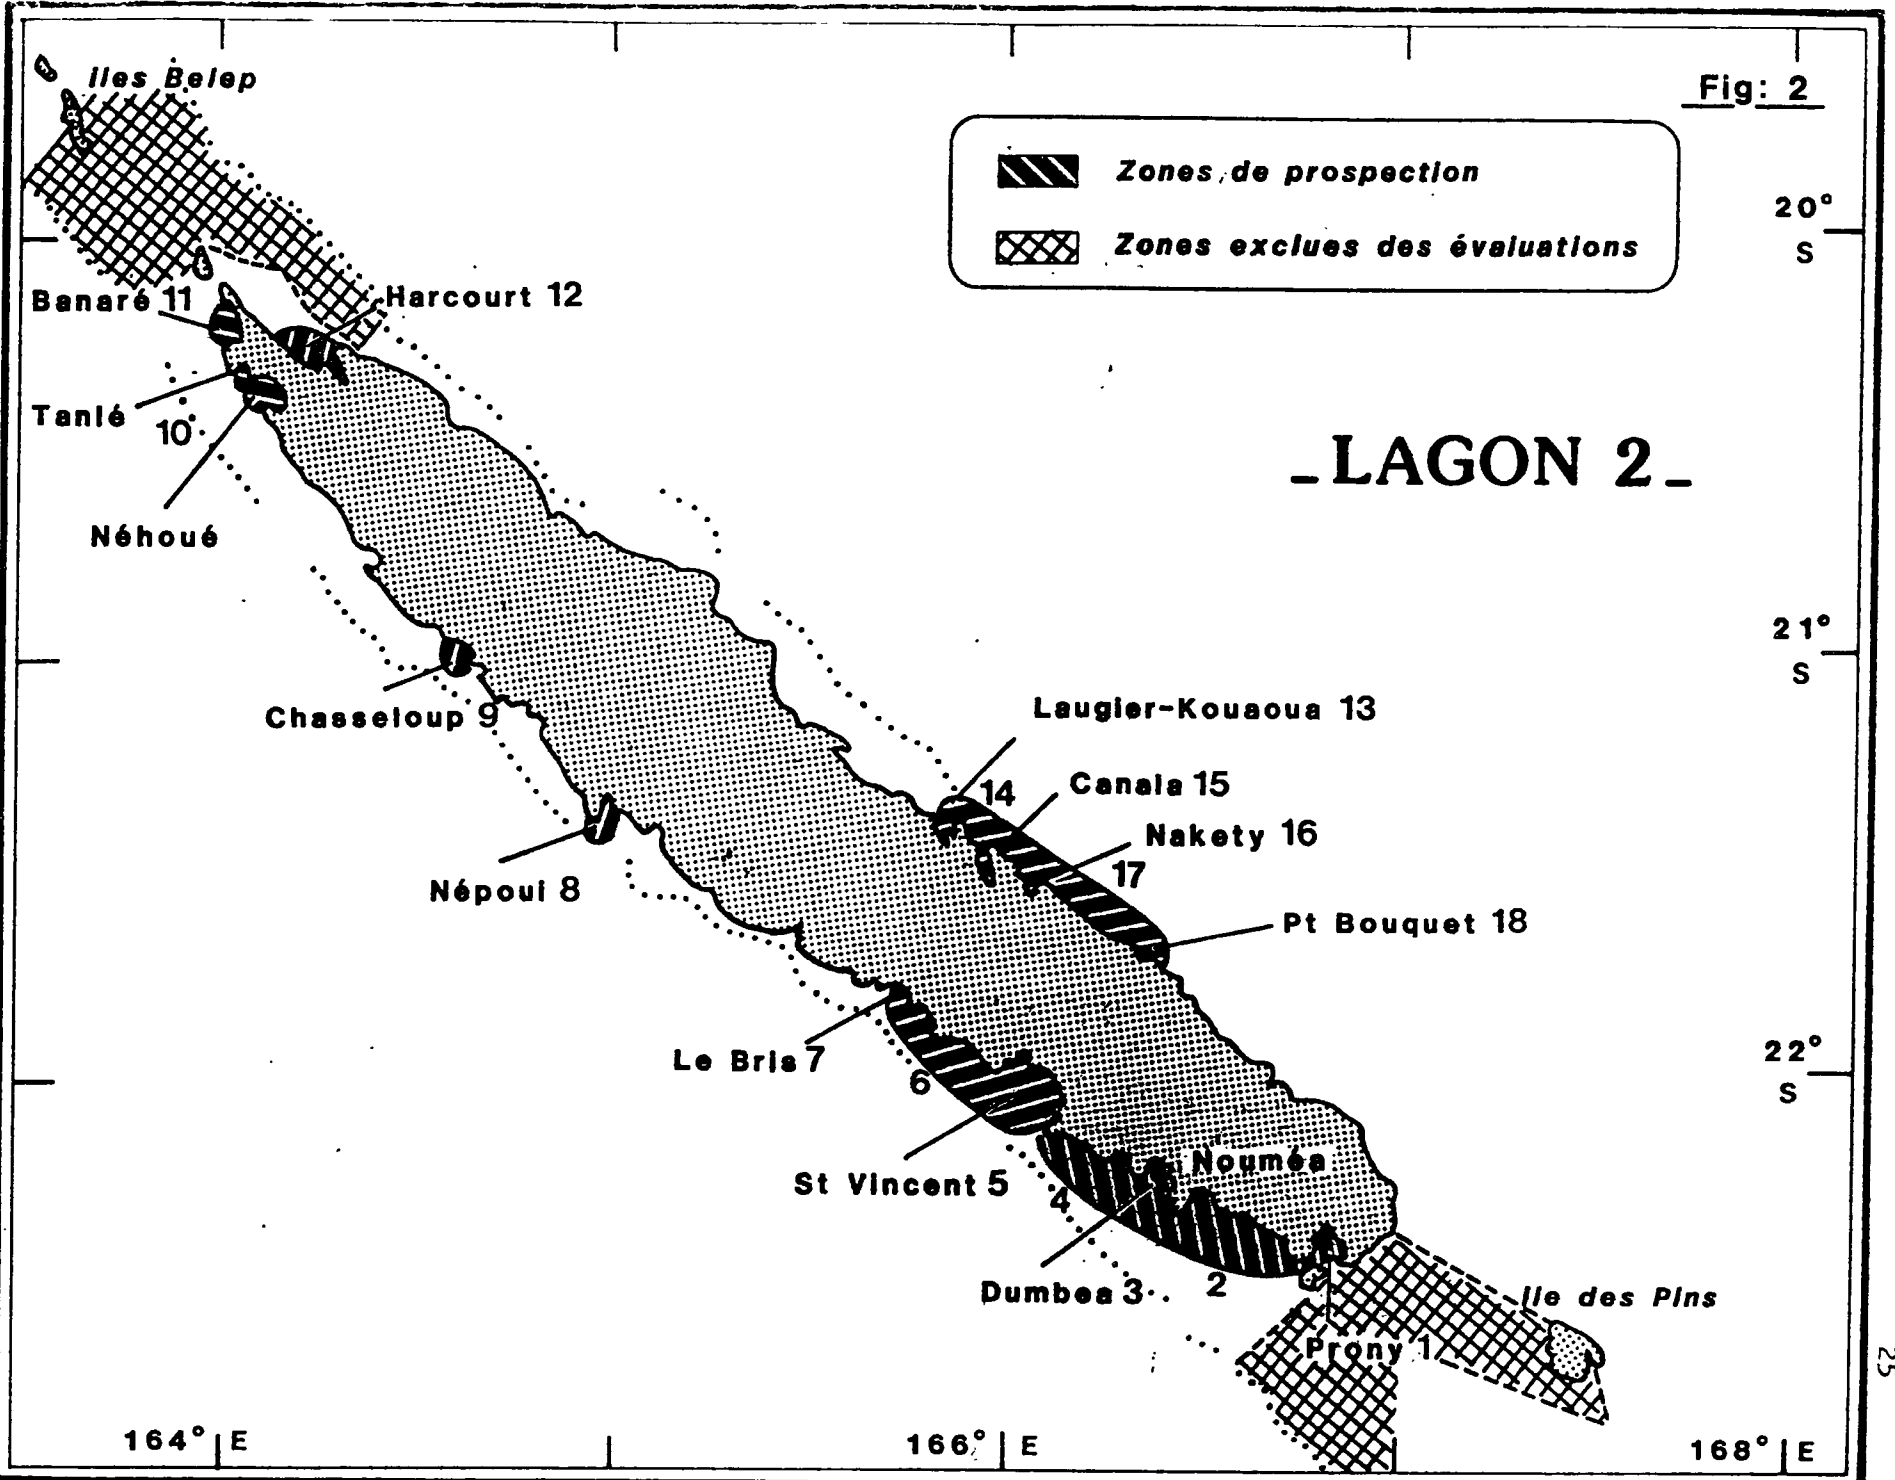 iles Belep
Fig: 2
Zones de prospection
Zones exclues des évaluations
20°
S
Banaré 11
Harcourt 12
Tanlé
10
_LAGON 2_
Néhoué
21°
S
Chasseloup 9
Laugier-Kouaoua 13
14
Canala 15
Nakety 16
17
Népoui 8
Pt Bouquet 18
Le Bris 7
6
22°
S
St Vincent 5
Nouméa
4
Dumbea 3
2
Ile des Pins
Prony 1
25
164° E
166° E
168° E